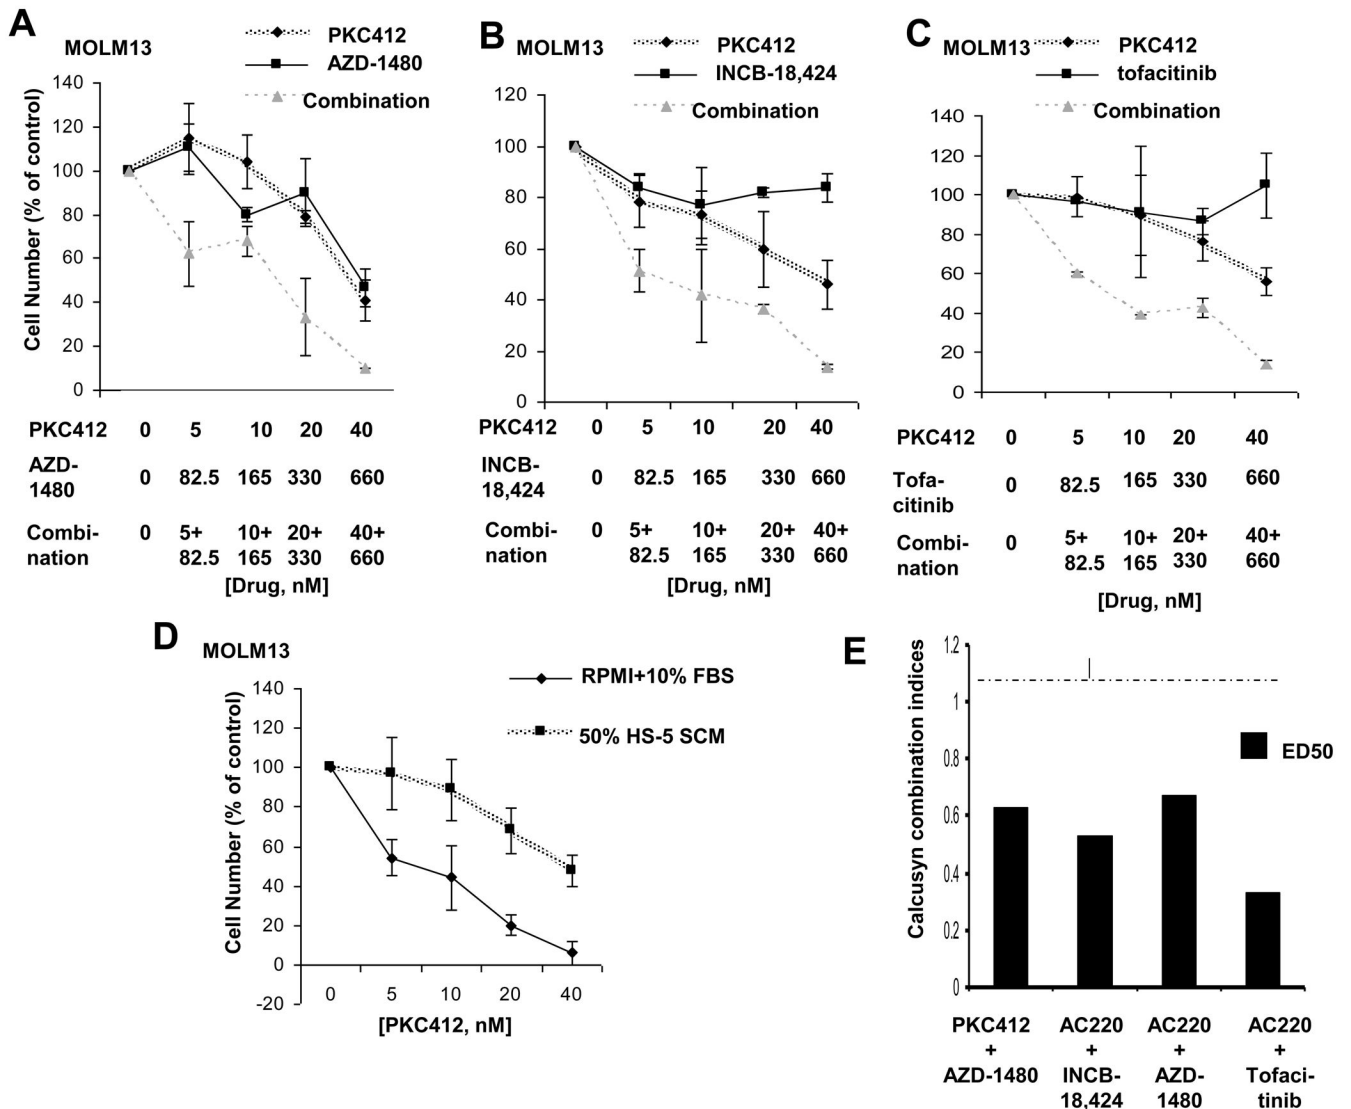 A
MOLM13
PKC412
AZD-1480
Combination
Cell Number (% of control)
140
120
100
80
60
40
20
0
PKC412 0 5 10 20 40
AZD-
1480
0 82.5 165 330 660
Combi-
nation
0 5+ 10+ 20+ 40+
82.5 165 330 660
[Drug, nM]
B
MOLM13
PKC412
INCB-18,424
Combination
120
100
80
60
40
20
0
PKC412 0 5 10 20 40
INCB-
18,424
0 82.5 165 330 660
Combi-
nation
0 5+ 10+ 20+ 40+
82.5 165 330 660
[Drug, nM]
C
MOLM13
PKC412
tofacitinib
Combination
140
120
100
80
60
40
20
0
PKC412 0 5 10 20 40
Tofa-
citinib
0 82.5 165 330 660
Combi-
nation
0 5+ 10+ 20+ 40+
82.5 165 330 660
[Drug, nM]
D
MOLM13
RPMI+10% FBS
50% HS-5 SCM
Cell Number (% of control)
140
120
100
80
60
40
20
0
-20
0 5 10 20 40
[PKC412, nM]
E
Calcusyn combination indices
1.2
1
0.8
0.6
0.4
0.2
0
ED50
PKC412
+
AZD-1480
AC220
+
INCB-
18,424
AC220
+
AZD-
1480
AC220
+
Tofaci-
tinib